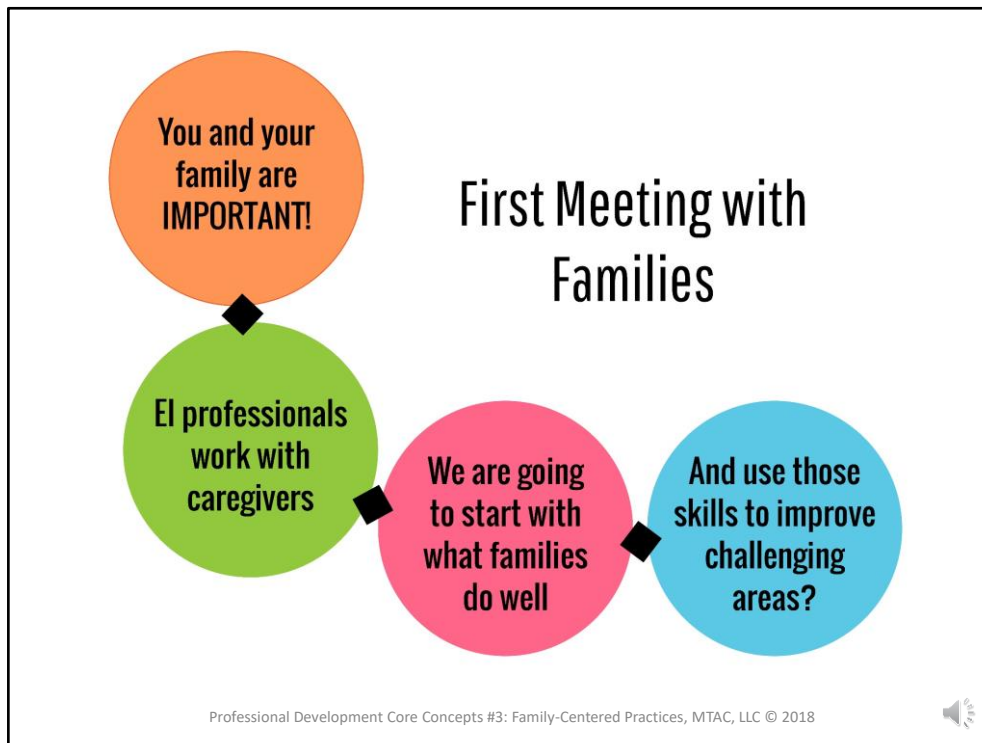 You and your
family are
IMPORTANT!
First Meeting with
Families
EI professionals
work with
caregivers
We are going
to start with
what families
do well
And use those
skills to improve
challenging
areas?
Professional Development Core Concepts #3: Family-Centered Practices, MTAC, LLC © 2018